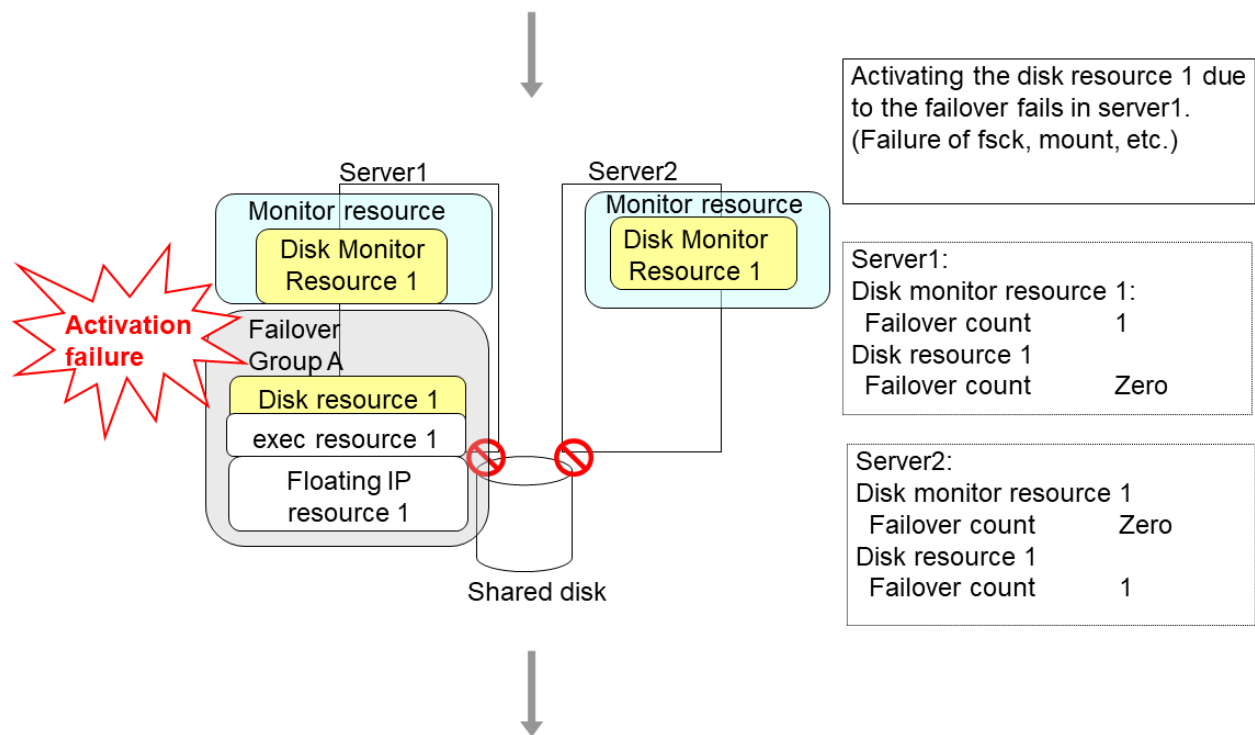 Activating the disk resource 1 due
to the failover fails in server1.
(Failure of fsck, mount, etc.)
Server1
Server2
Monitor resource
Disk Monitor
Resource 1
Monitor resource
Disk Monitor
Resource 1
Activation
failure
Failover
Group A
Disk resource 1
exec resource 1
Floating IP
resource 1
Shared disk
Server1:
Disk monitor resource 1:
Failover count 1
Disk resource 1
Failover count Zero
Server2:
Disk monitor resource 1
Failover count Zero
Disk resource 1
Failover count 1